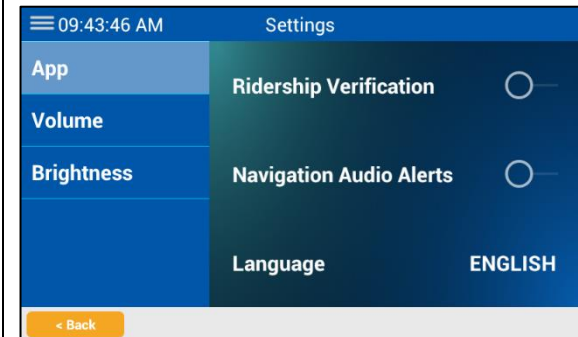 09:43:46 AM Settings
App
Volume
Brightness
Ridership Verification
Navigation Audio Alerts
Language ENGLISH
< Back